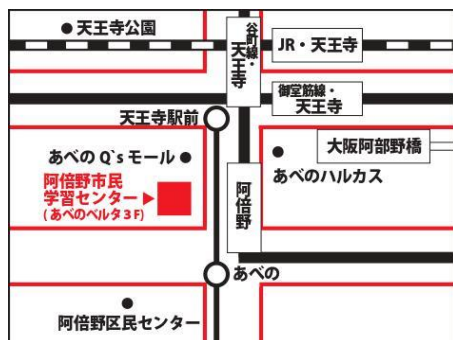 天王寺公園
谷町線・
天王寺
JR・天王寺
御堂筋線・
天王寺
天王寺駅前
あべのQ`sモール
大阪阿部野橋
あべのハルカス
阿倍野市民
学習センター
(あべのベルタ3F)
阿倍野
あべの
阿倍野区民センター